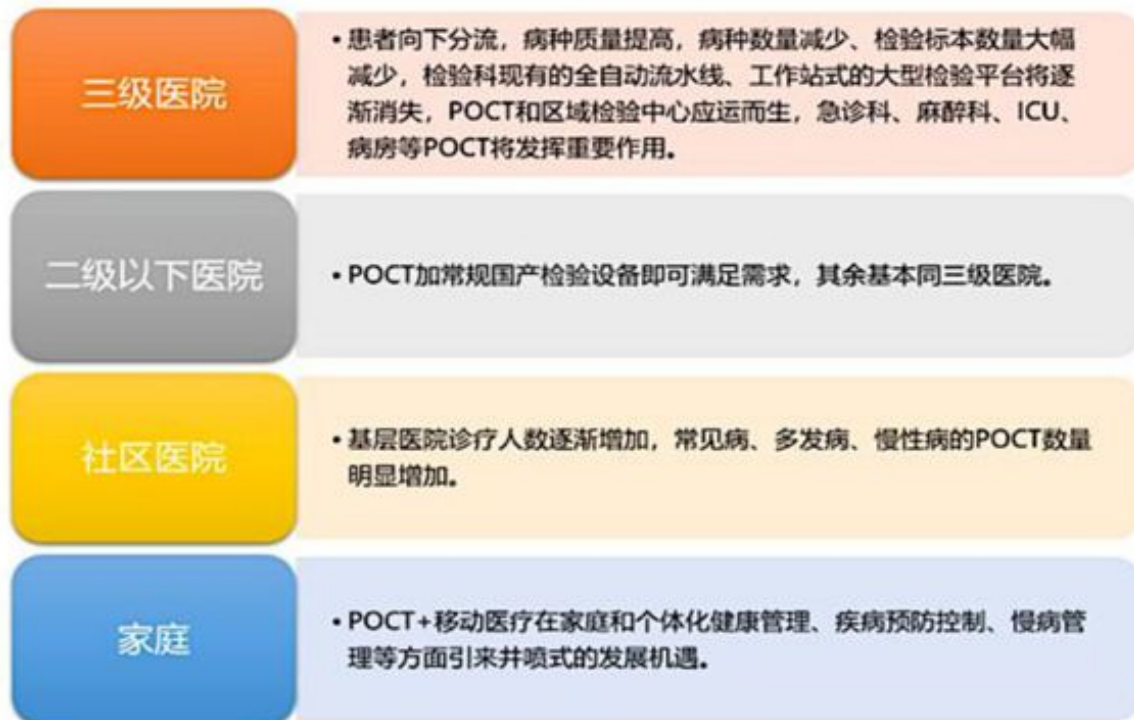 三级医院
• 患者向下分流，病种质量提高，病种数量减少、检验标本数量大幅
减少，检验科现有的全自动流水线、工作站式的大型检验平台将逐
渐消失，POCT和区域检验中心应运而生，急诊科、麻醉科、ICU、
病房等POCT将发挥重要作用。
二级以下医院
• POCT加常规国产检验设备即可满足需求，其余基本同三级医院。
社区医院
• 基层医院诊疗人数逐渐增加，常见病、多发病、慢性病的POCT数量
明显增加。
家庭
• POCT+移动医疗在家庭和个体化健康管理、疾病预防控制、慢病管
理等方面引来井喷式的发展机遇。